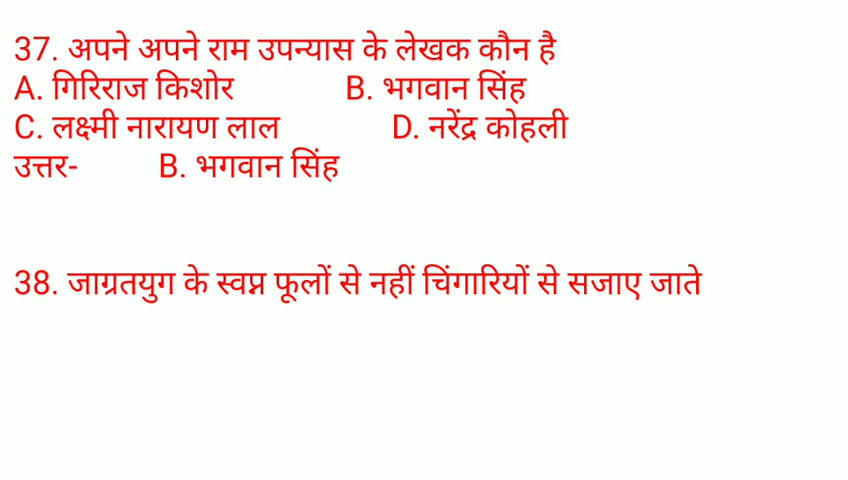 37. अपने अपने राम उपन्यास के लेखक कौन है
A. गिरिराज किशोर B. भगवान सिंह
C. लक्ष्मी नारायण लाल D. नरेंद्र कोहली
उत्तर- B. भगवान सिंह
38. जाग्रतयुग के स्वप्न फूलों से नहीं चिंगारियों से सजाए जाते